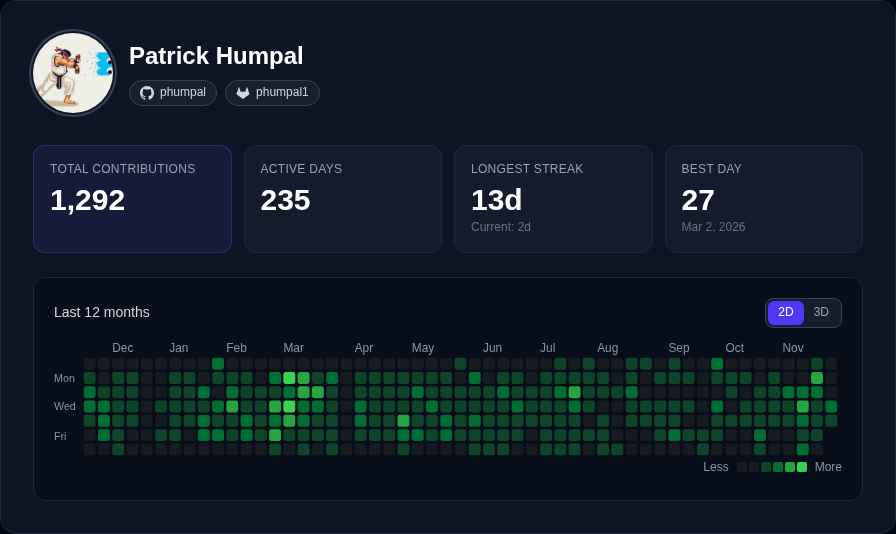 Patrick Humpal
phumpal phumpal1
TOTAL CONTRIBUTIONS ACTIVE DAYS LONGEST STREAK BEST DAY
1,292 235 13d 27
Current: 2d Mar 2, 2026
Last 12 months 2D 3D
Dec Jan Feb Mar Apr May Jun Jul Aug Sep Oct Nov
Mon
Wed
Fri
Less More